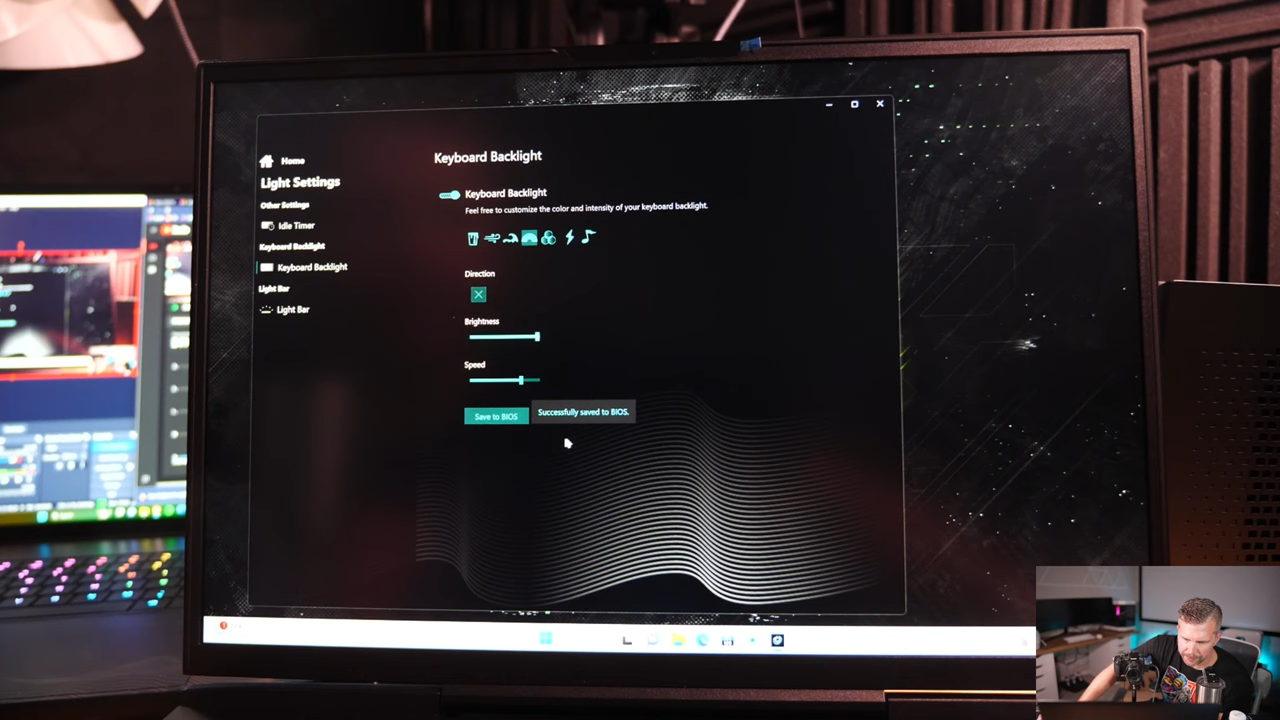 Home
Light Settings
Other Settings
Idle Timer
Keyboard Backlight
Keyboard Backlight
Light Bar
Light Bar
Keyboard Backlight
Keyboard Backlight
Feel free to customize the color and intensity of your keyboard backlight.
Direction
Brightness
Speed
Save to BIOS
Successfully saved to BIOS.